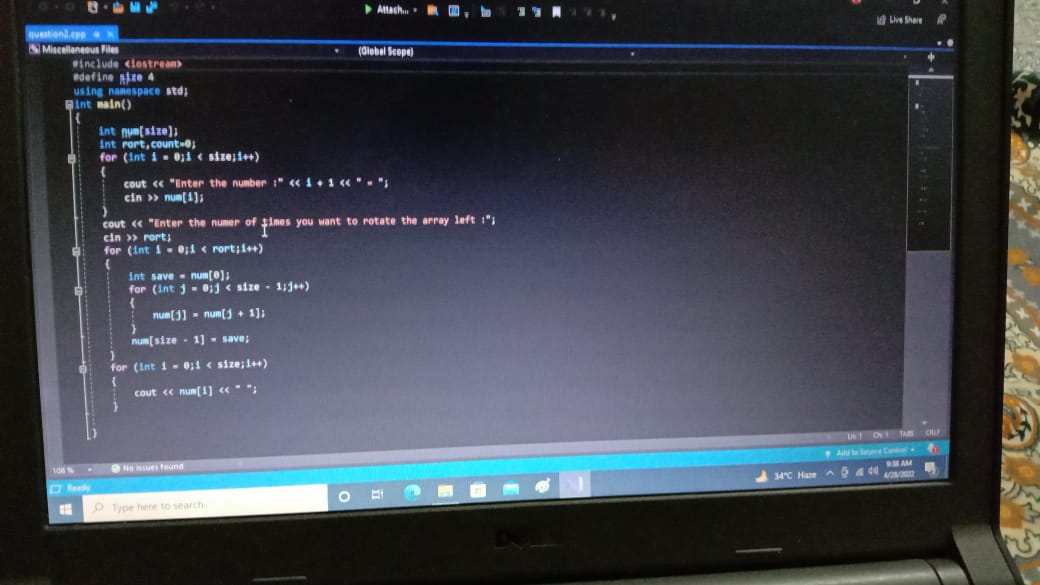 Attach...
Live Share
question2.cpp
Miscellaneous Files
(Global Scope)
#include <iostream>
#define size 4
using namespace std;
int main()
{
int num[size];
int rort,count=0;
for (int i = 0;i < size;i++)
{
cout << "Enter the number :" << i + 1 << " = ";
cin >> num[i];
}
cout << "Enter the numer of times you want to rotate the array left :";
cin >> rort;
for (int i = 0;i < rort;i++)
{
int save = num[0];
for (int j = 0;j < size - 1;j++)
{
num[j] = num[j + 1];
}
num[size - 1] = save;
}
for (int i = 0;i < size;i++)
{
cout << num[i] << " ";
}
}
Ln: 1 Ch: 1 TABS CRLF
108 % No issues found
Add to Source Control
Ready
Type here to search
34°C Haze
9:38 AM
4/28/2022
DELL